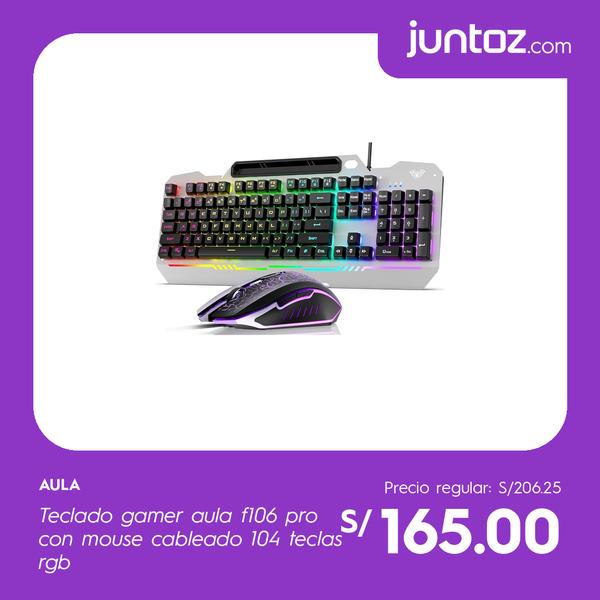 juntoz.com
AULA
Precio regular: S/206.25
Teclado gamer aula f106 pro
con mouse cableado 104 teclas
rgb
S/165.00